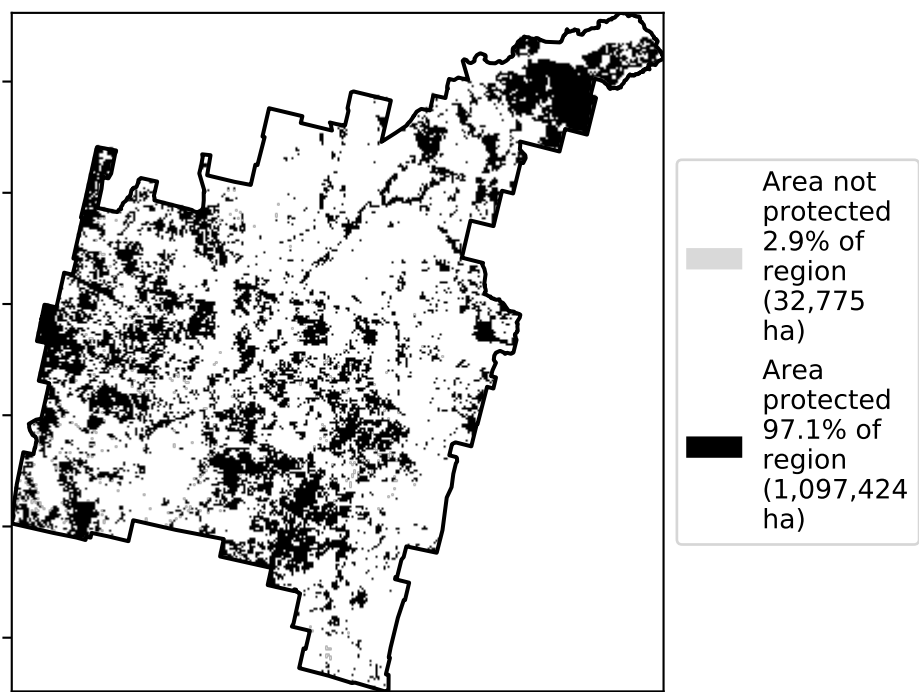 Area not
protected
2.9% of
region
(32,775
ha)
Area
protected
97.1% of
region
(1,097,424
ha)